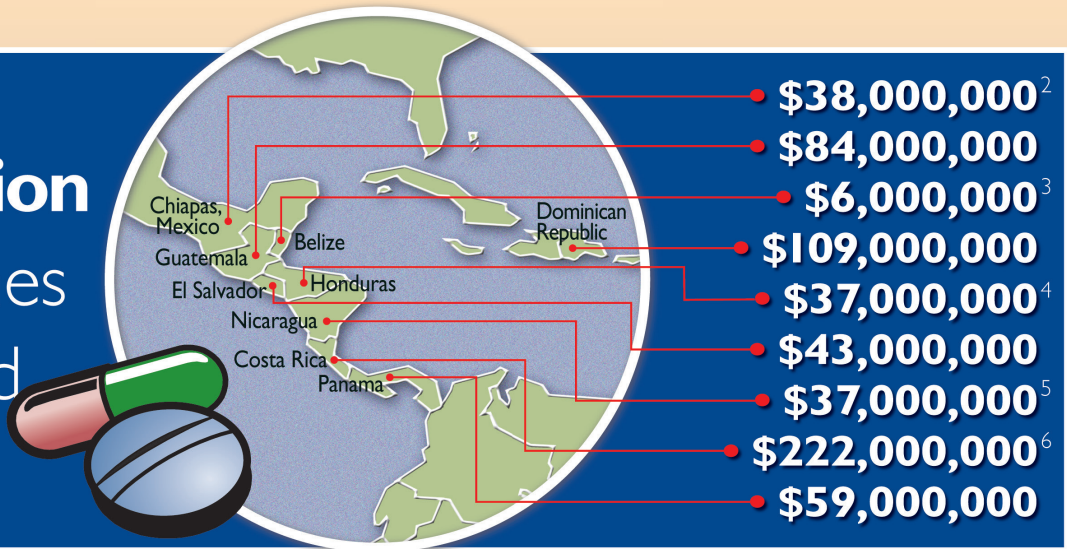 ion
es
d
Chiapas,
Mexico
Guatemala
Belize
El Salvador
Honduras
Nicaragua
Costa Rica
Panama
Dominican
Republic
$38,000,000²
$84,000,000
$6,000,000³
$109,000,000
$37,000,000⁴
$43,000,000
$37,000,000⁵
$222,000,000⁶
$59,000,000